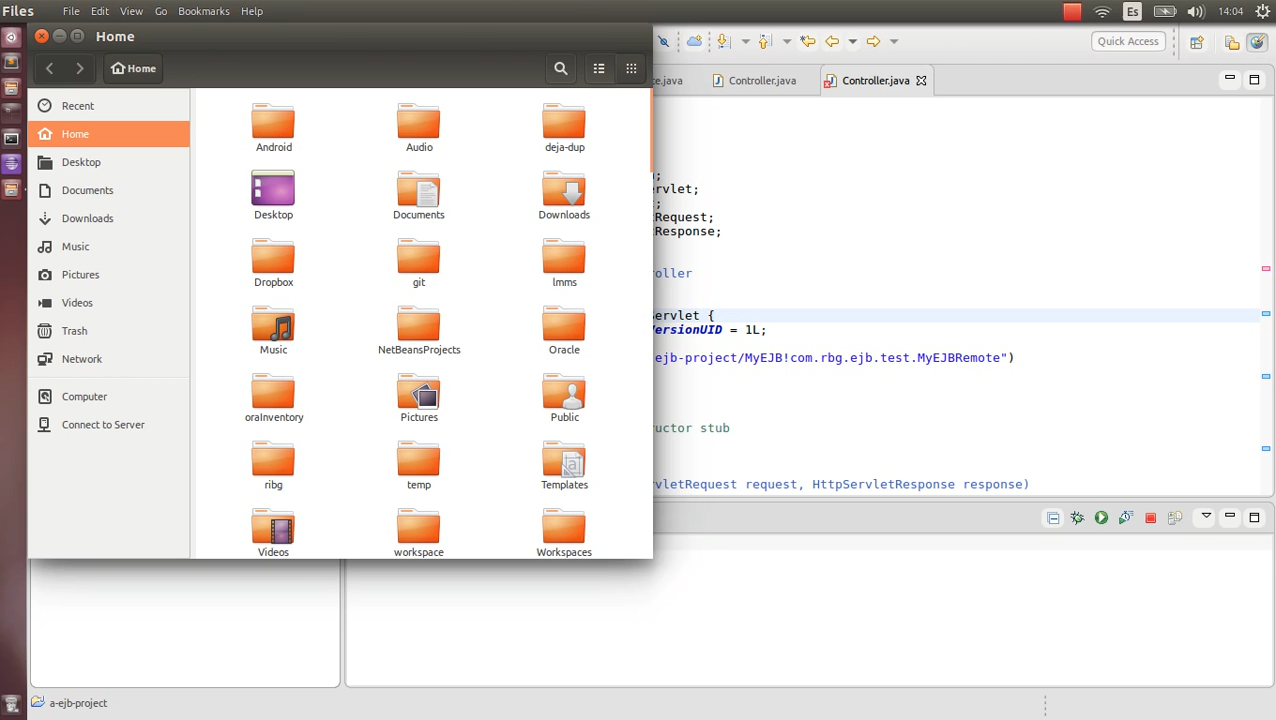 Files File Edit View Go Bookmarks Help Es 14:04
Home
Home
Quick Access
Controller.java
Controller.java
Recent
Home
Desktop
Documents
Downloads
Music
Pictures
Videos
Trash
Network
Computer
Connect to Server
Android Audio deja-dup
Desktop Documents Downloads
Dropbox git lmms
Music NetBeansProjects Oracle
oraInventory Pictures Public
ribg temp Templates
Videos workspace Workspaces
ervlet;
Request;
Response;
roller
Servlet {
VersionUID = 1L;
ejb-project/MyEJB!com.rbg.ejb.test.MyEJBRemote")
uctor stub
vletRequest request, HttpServletResponse response)
a-ejb-project